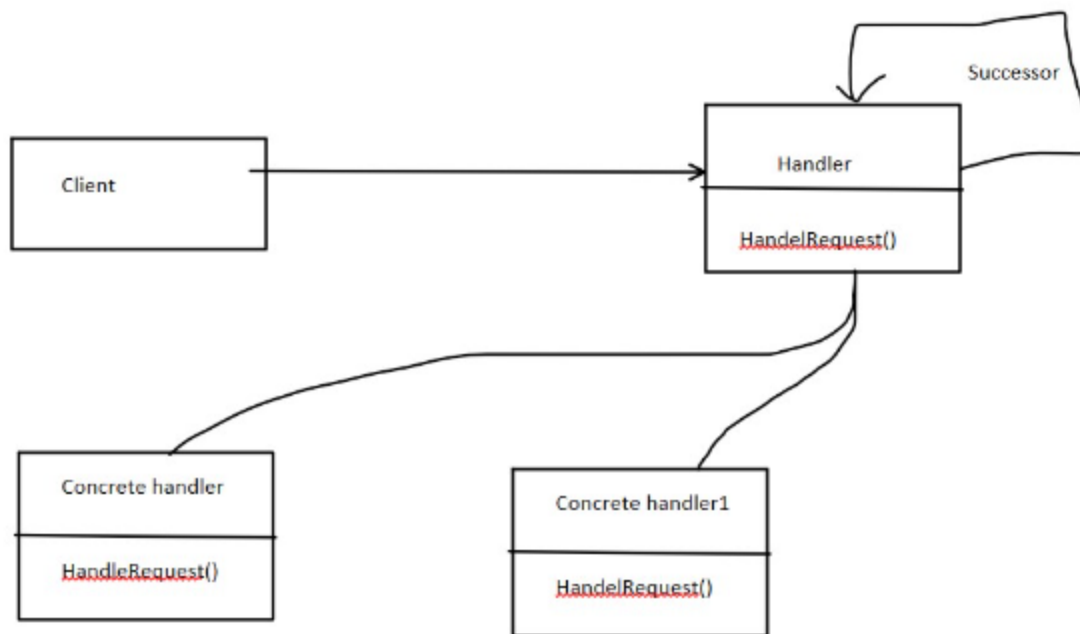 Successor
Client
Handler
HandelRequest()
Concrete handler
HandleRequest()
Concrete handler1
HandelRequest()